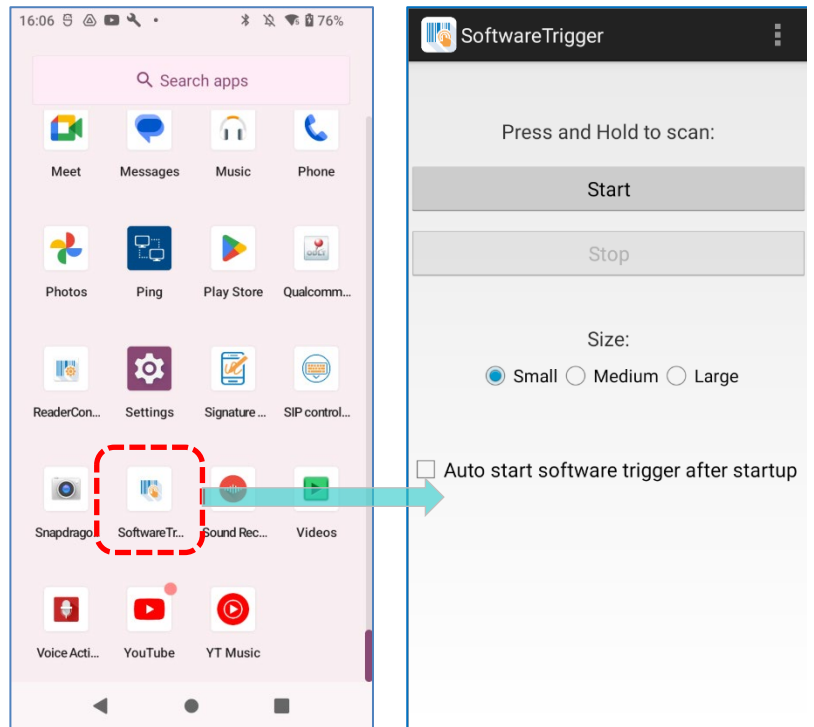 16:06 76%
Search apps
Meet Messages Music Phone
Photos Ping Play Store Qualcomm...
ReaderCon... Settings Signature ... SIP control...
Snapdrago.. SoftwareTr... Sound Rec... Videos
Voice Acti... YouTube YT Music
SoftwareTrigger
Press and Hold to scan:
Start
Stop
Size:
Small Medium Large
Auto start software trigger after startup